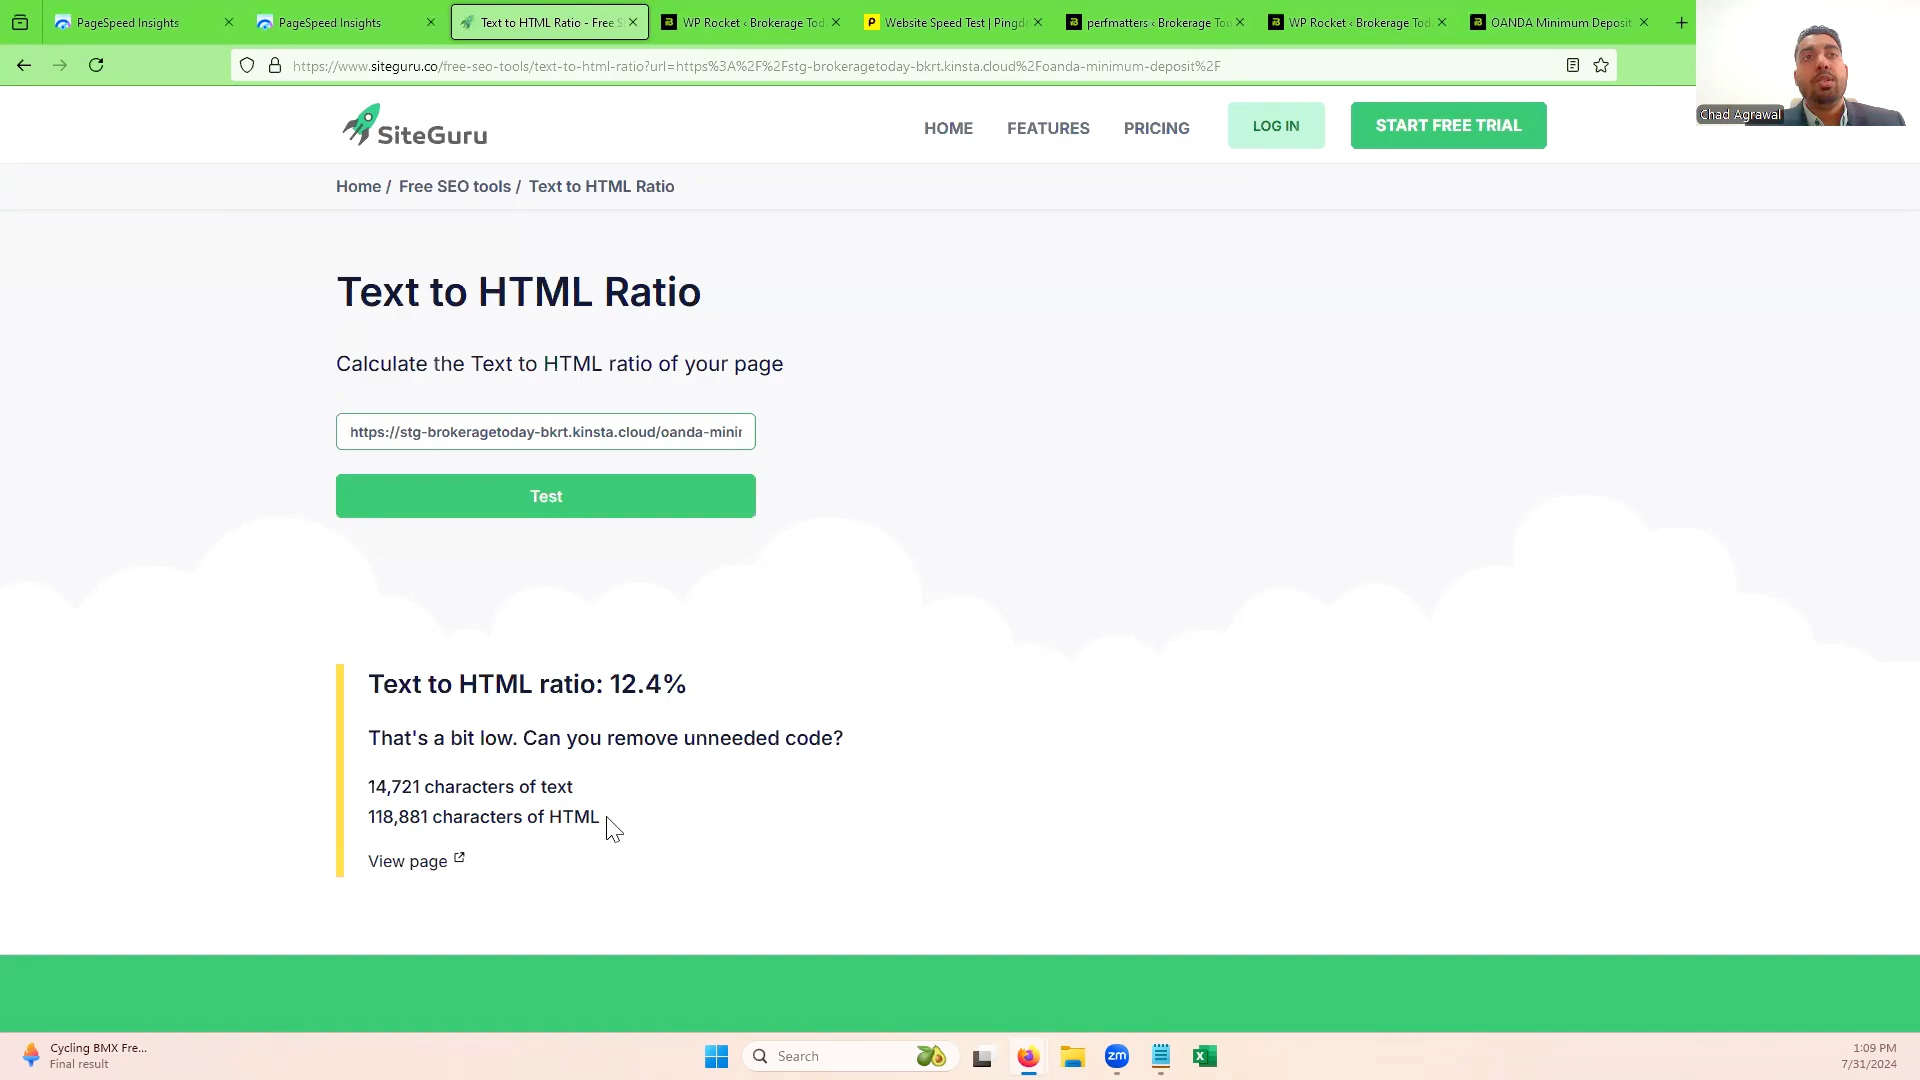 PageSpeed Insights
PageSpeed Insights
Text to HTML Ratio - Free S
WP Rocket ‹ Brokerage Tod
Website Speed Test | Pingd
perfmatters ‹ Brokerage Tod
WP Rocket ‹ Brokerage Tod
OANDA Minimum Deposit
https://www.siteguru.co/free-seo-tools/text-to-html-ratio?url=https%3A%2F%2Fstg-brokeragetoday-bkrt.kinsta.cloud%2Foanda-minimum-deposit%2F
Chad Agrawal
SiteGuru
HOME
FEATURES
PRICING
LOG IN
START FREE TRIAL
Home / Free SEO tools / Text to HTML Ratio
Text to HTML Ratio
Calculate the Text to HTML ratio of your page
https://stg-brokeragetoday-bkrt.kinsta.cloud/oanda-minir
Test
Text to HTML ratio: 12.4%
That's a bit low. Can you remove unneeded code?
14,721 characters of text
118,881 characters of HTML
View page
Cycling BMX Fre...
Final result
Search
zm
1:09 PM
7/31/2024